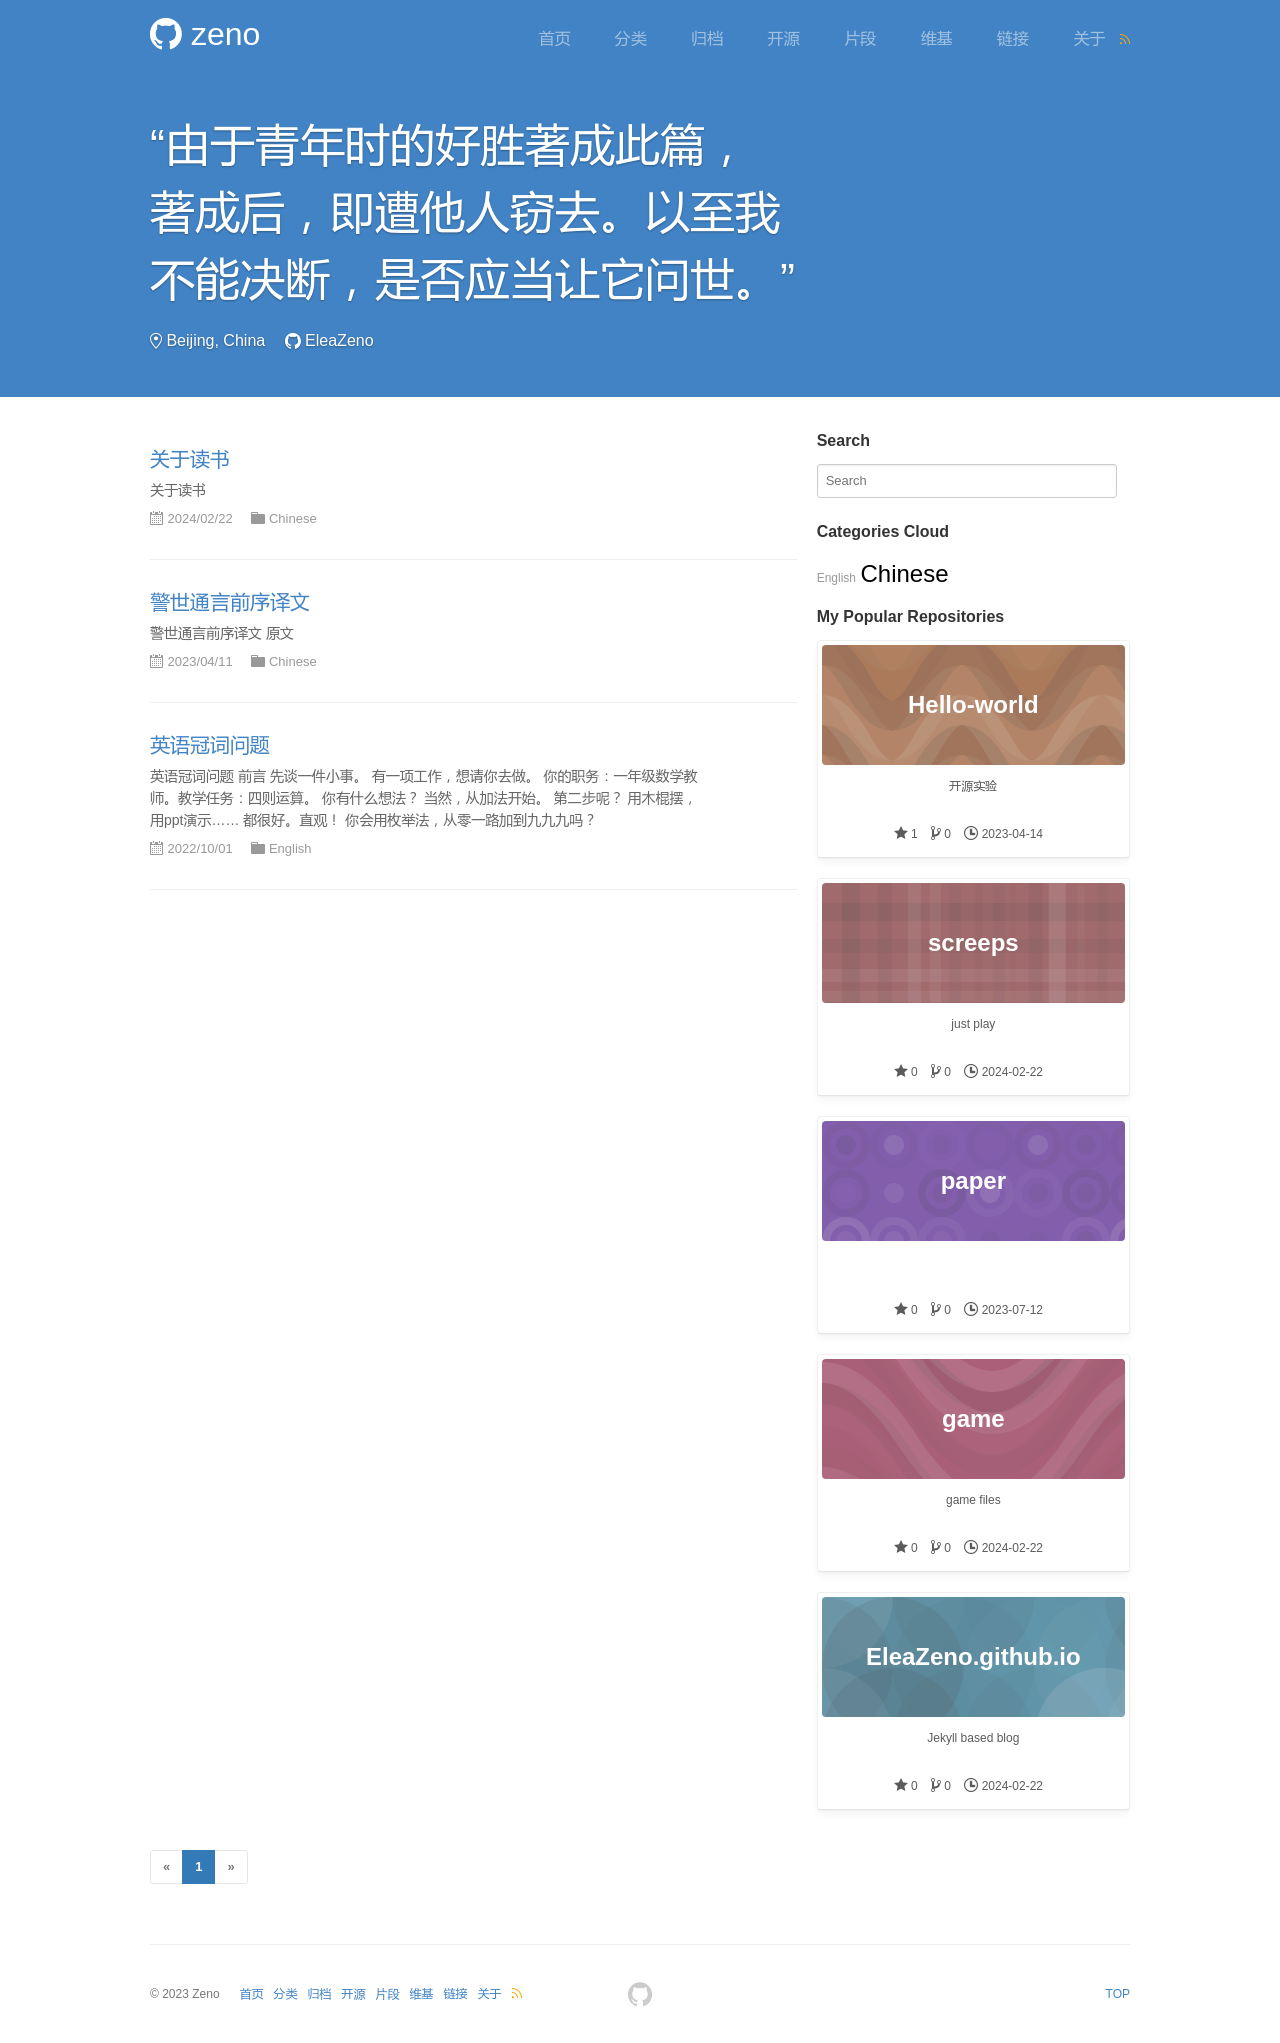 zeno
首页 分类 归档 开源 片段 维基 链接 关于
“由于青年时的好胜著成此篇，
著成后，即遭他人窃去。以至我
不能决断，是否应当让它问世。”
Beijing, China EleaZeno
关于读书
关于读书
2024/02/22 Chinese
警世通言前序译文
警世通言前序译文 原文
2023/04/11 Chinese
英语冠词问题
英语冠词问题 前言 先谈一件小事。 有一项工作，想请你去做。 你的职务：一年级数学教
师。教学任务：四则运算。 你有什么想法？ 当然，从加法开始。 第二步呢？ 用木棍摆，
用ppt演示…… 都很好。直观！ 你会用枚举法，从零一路加到九九九吗？
2022/10/01 English
Search
Search
Categories Cloud
English Chinese
My Popular Repositories
Hello-world
开源实验
1 0 2023-04-14
screeps
just play
0 0 2024-02-22
paper
0 0 2023-07-12
game
game files
0 0 2024-02-22
EleaZeno.github.io
Jekyll based blog
0 0 2024-02-22
« 1 »
© 2023 Zeno 首页 分类 归档 开源 片段 维基 链接 关于 TOP